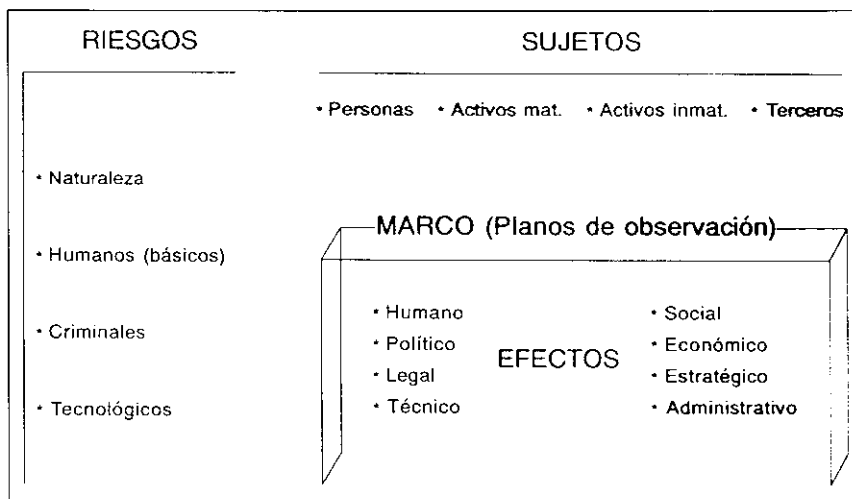 RIESGOS
SUJETOS
• Personas • Activos mat. • Activos inmat. • Terceros
• Naturaleza
• Humanos (básicos)
• Criminales
• Tecnológicos
MARCO (Planos de observación)
• Humano
• Político
• Legal
• Técnico
EFECTOS
• Social
• Económico
• Estratégico
• Administrativo